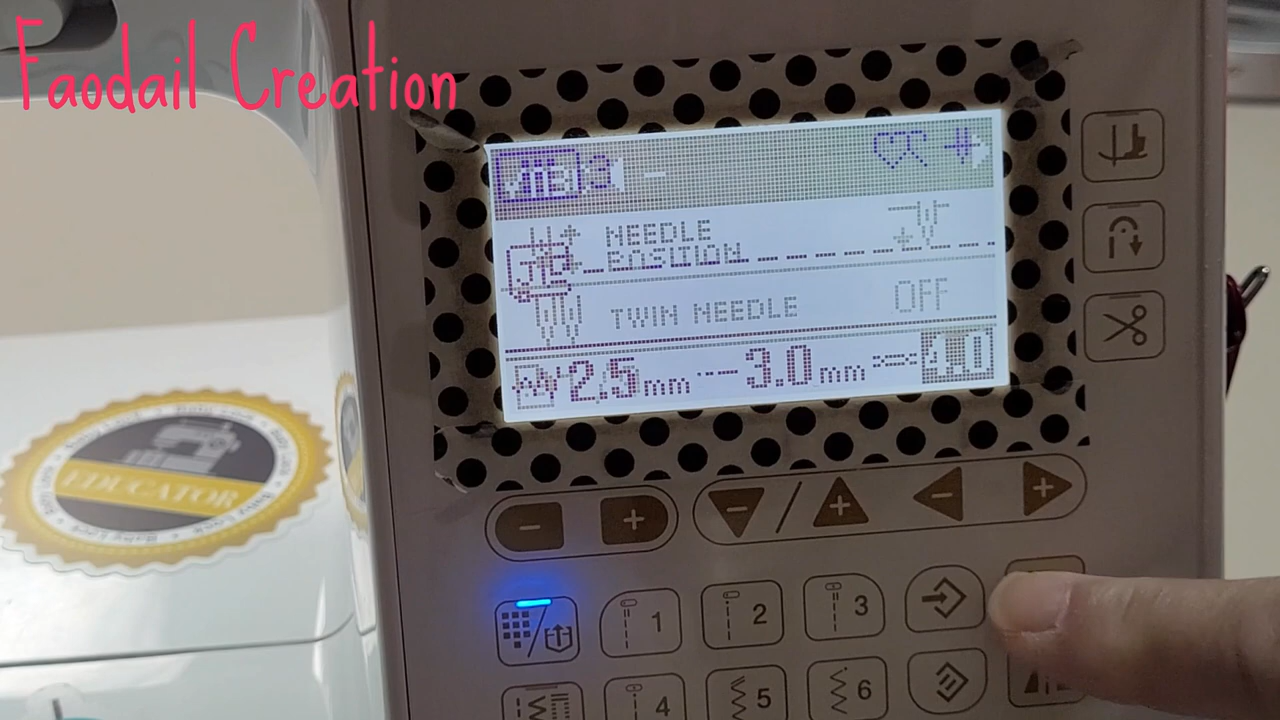 Faodail Creation
NEEDLE
POSITION
TWIN NEEDLE OFF
2.5mm 3.0mm 4.0
EDUCATOR
1 2 3
4 5 6